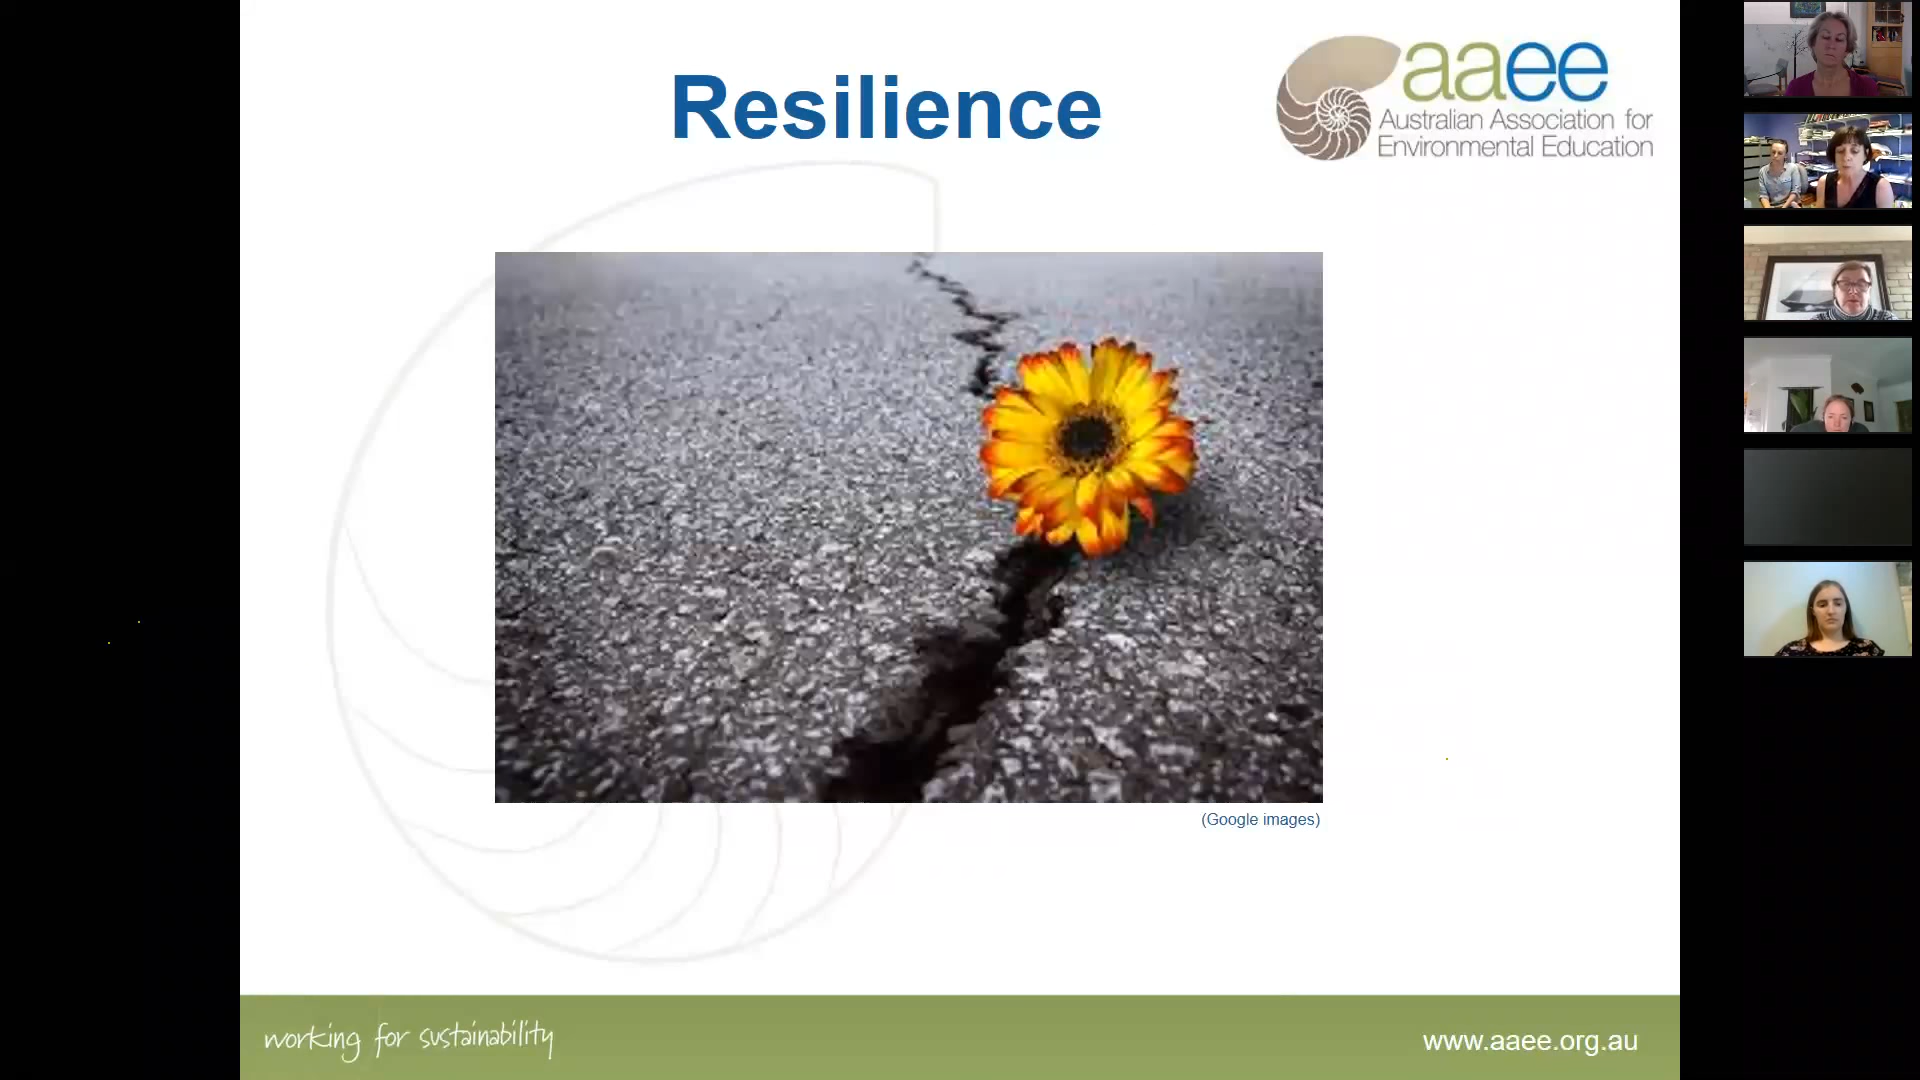 Resilience
aaee
Australian Association for
Environmental Education
(Google images)
working for sustainability
www.aaee.org.au